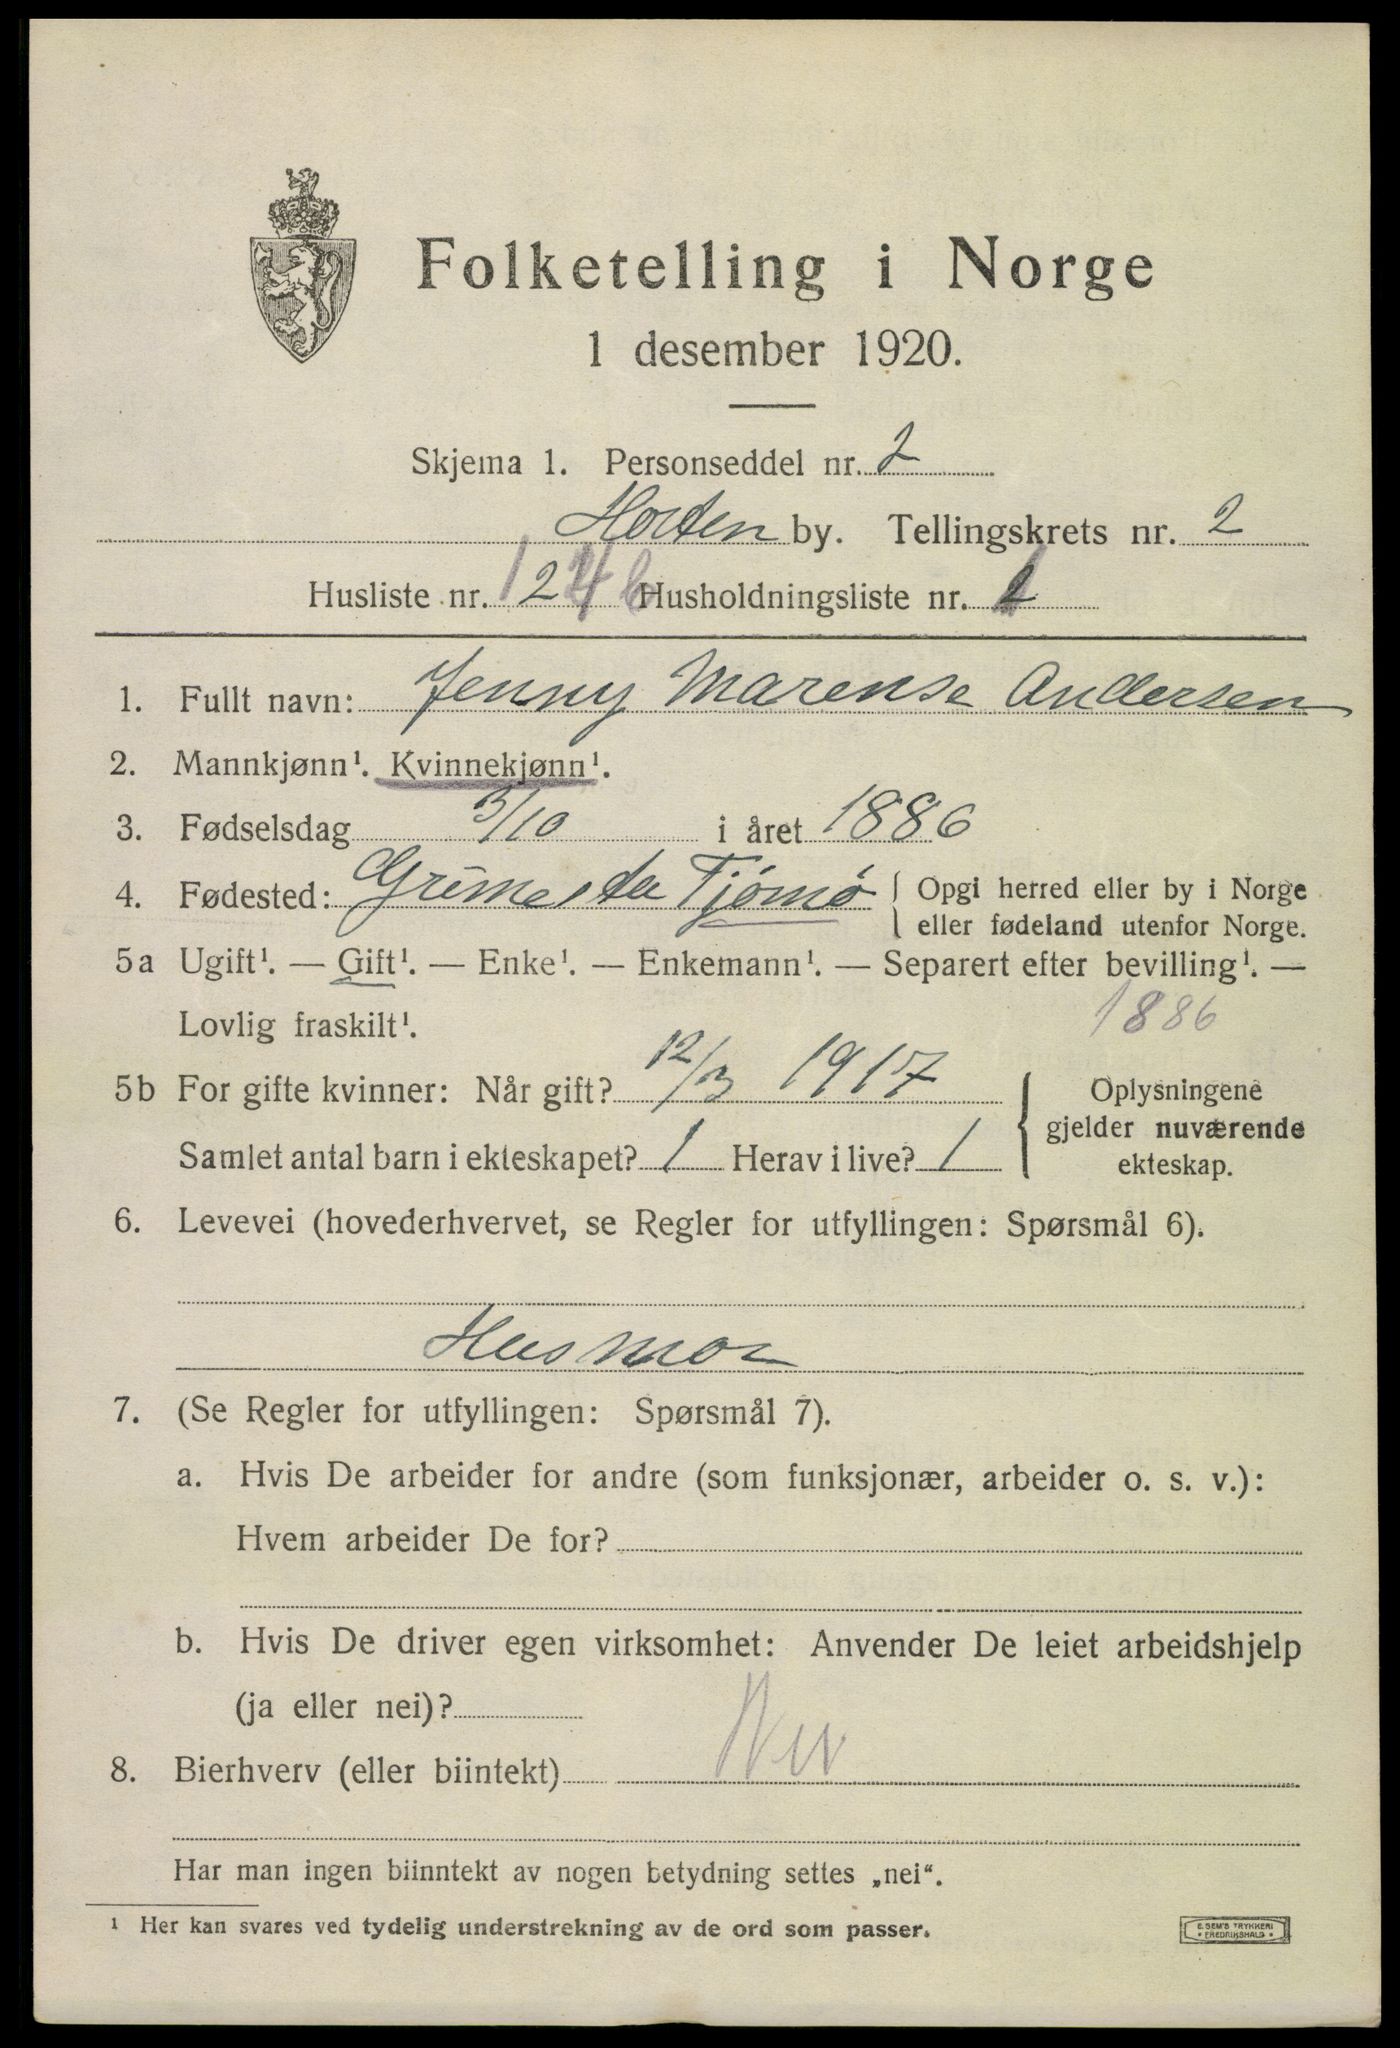 Folketelling i Norge
1 desember 1920.
Skjema 1. Personseddel nr. 2
Horten by. Tellingskrets nr. 2
Husliste nr. 12 Husholdningsliste nr.
1. Fullt navn: Jenny Marense Andersen
2. Mannkjønn¹. Kvinnekjønn¹.
3. Fødselsdag 3/10 i året 1886
4. Fødested: Grimestad Tjømø { Opgi herred eller by i Norge
eller fødeland utenfor Norge.
5a Ugift¹. — Gift¹. — Enke¹. — Enkemann¹. — Separert efter bevilling¹. —
Lovlig fraskilt¹. 1886
5b For gifte kvinner: Når gift? 12/3 1917
Samlet antal barn i ekteskapet? 1 Herav i live? 1
{ Oplysningene
gjelder nuværende
ekteskap.
6. Levevei (hovederhvervet, se Regler for utfyllingen: Spørsmål 6).
Husmor
7. (Se Regler for utfyllingen: Spørsmål 7).
a. Hvis De arbeider for andre (som funksjonær, arbeider o. s. v.):
Hvem arbeider De for?
b. Hvis De driver egen virksomhet: Anvender De leiet arbeidshjelp
(ja eller nei)?
8. Bierhverv (eller biintekt) Nei
Har man ingen biinntekt av nogen betydning settes „nei“.
¹ Her kan svares ved tydelig understrekning av de ord som passer.
E. SEM'S TRYKKERI
• FREDRIKSHALD •